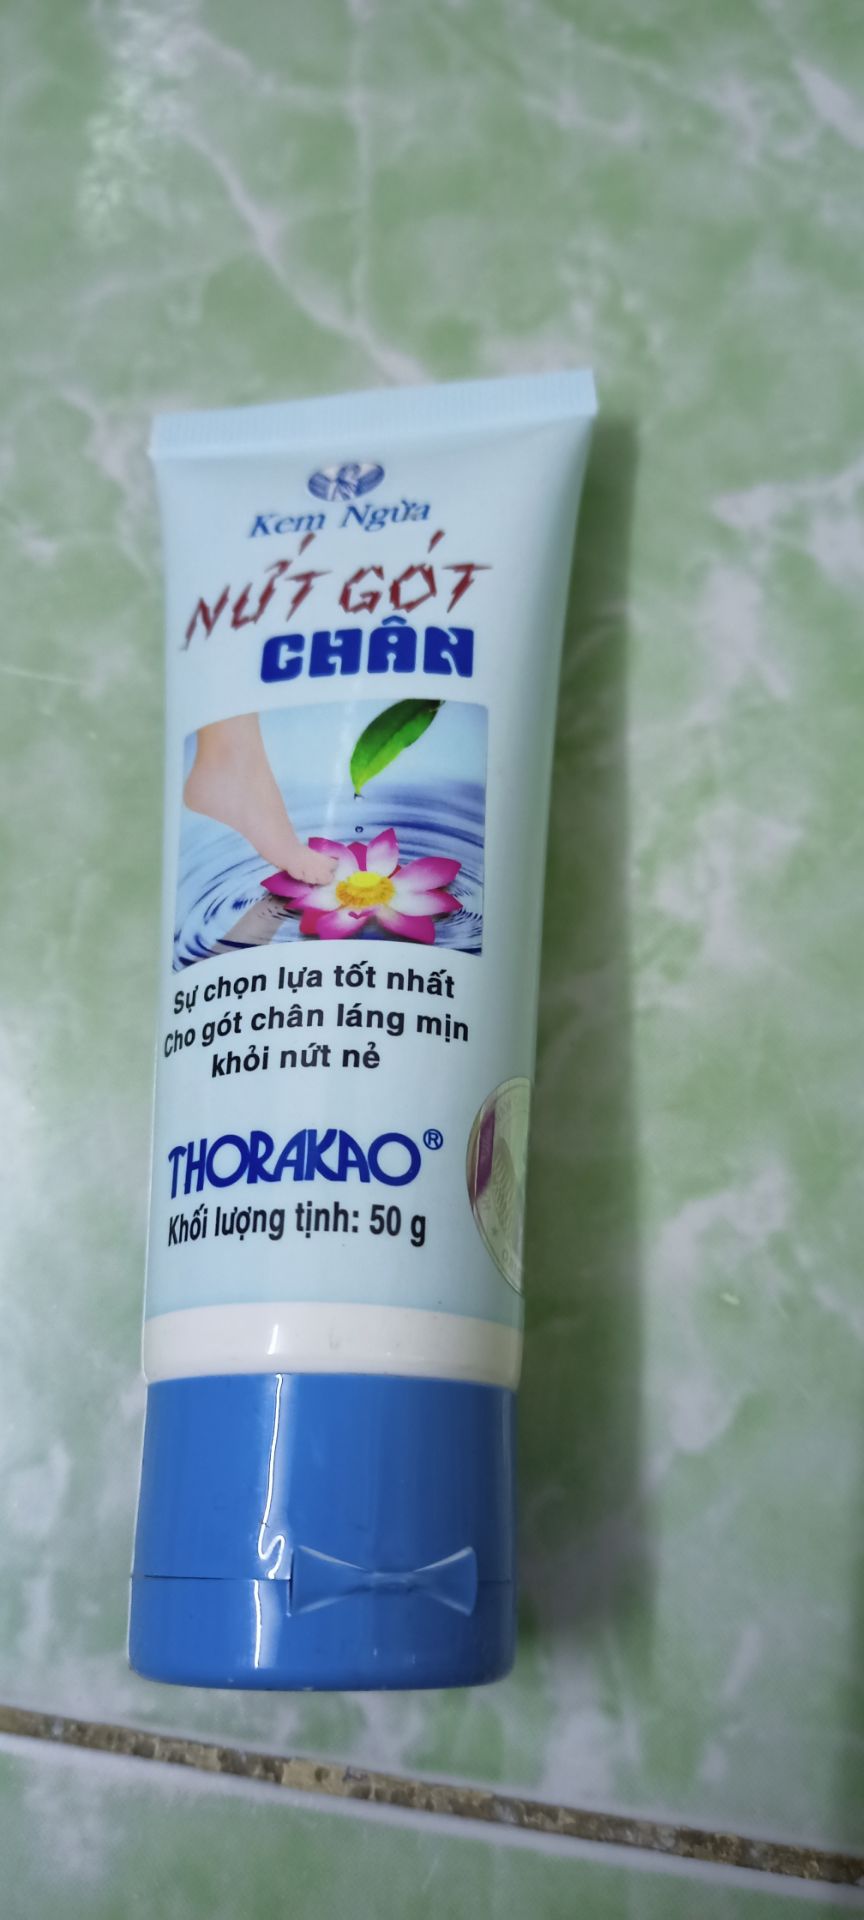 Kem Ngừa
NỨT GÓT
CHÂN
Sự chọn lựa tốt nhất
Cho gót chân láng mịn
khỏi nứt nẻ
THORAKAO®
Khối lượng tịnh: 50 g